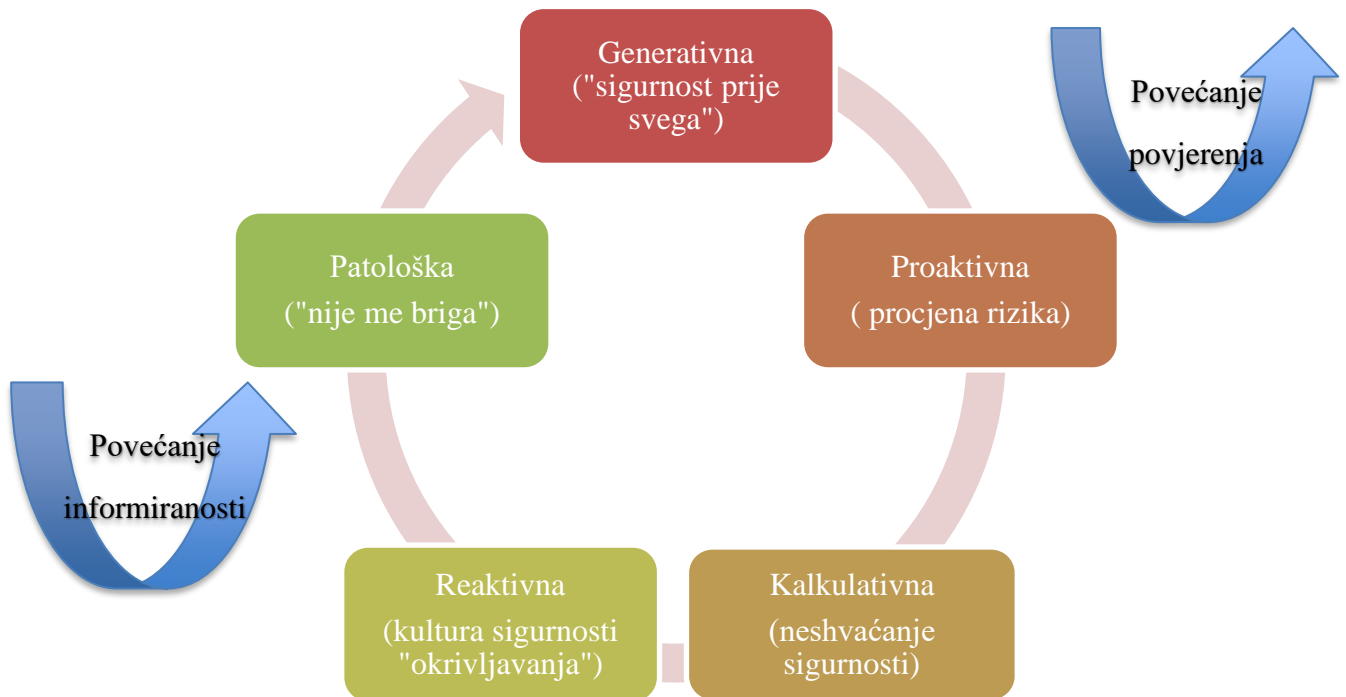 Generativna
("sigurnost prije
svega")
Povećanje
povjerenja
Patološka
("nije me briga")
Proaktivna
( procjena rizika)
Povećanje
informiranosti
Reaktivna
(kultura sigurnosti
"okrivljavanja")
Kalkulativna
(neshvaćanje
sigurnosti)